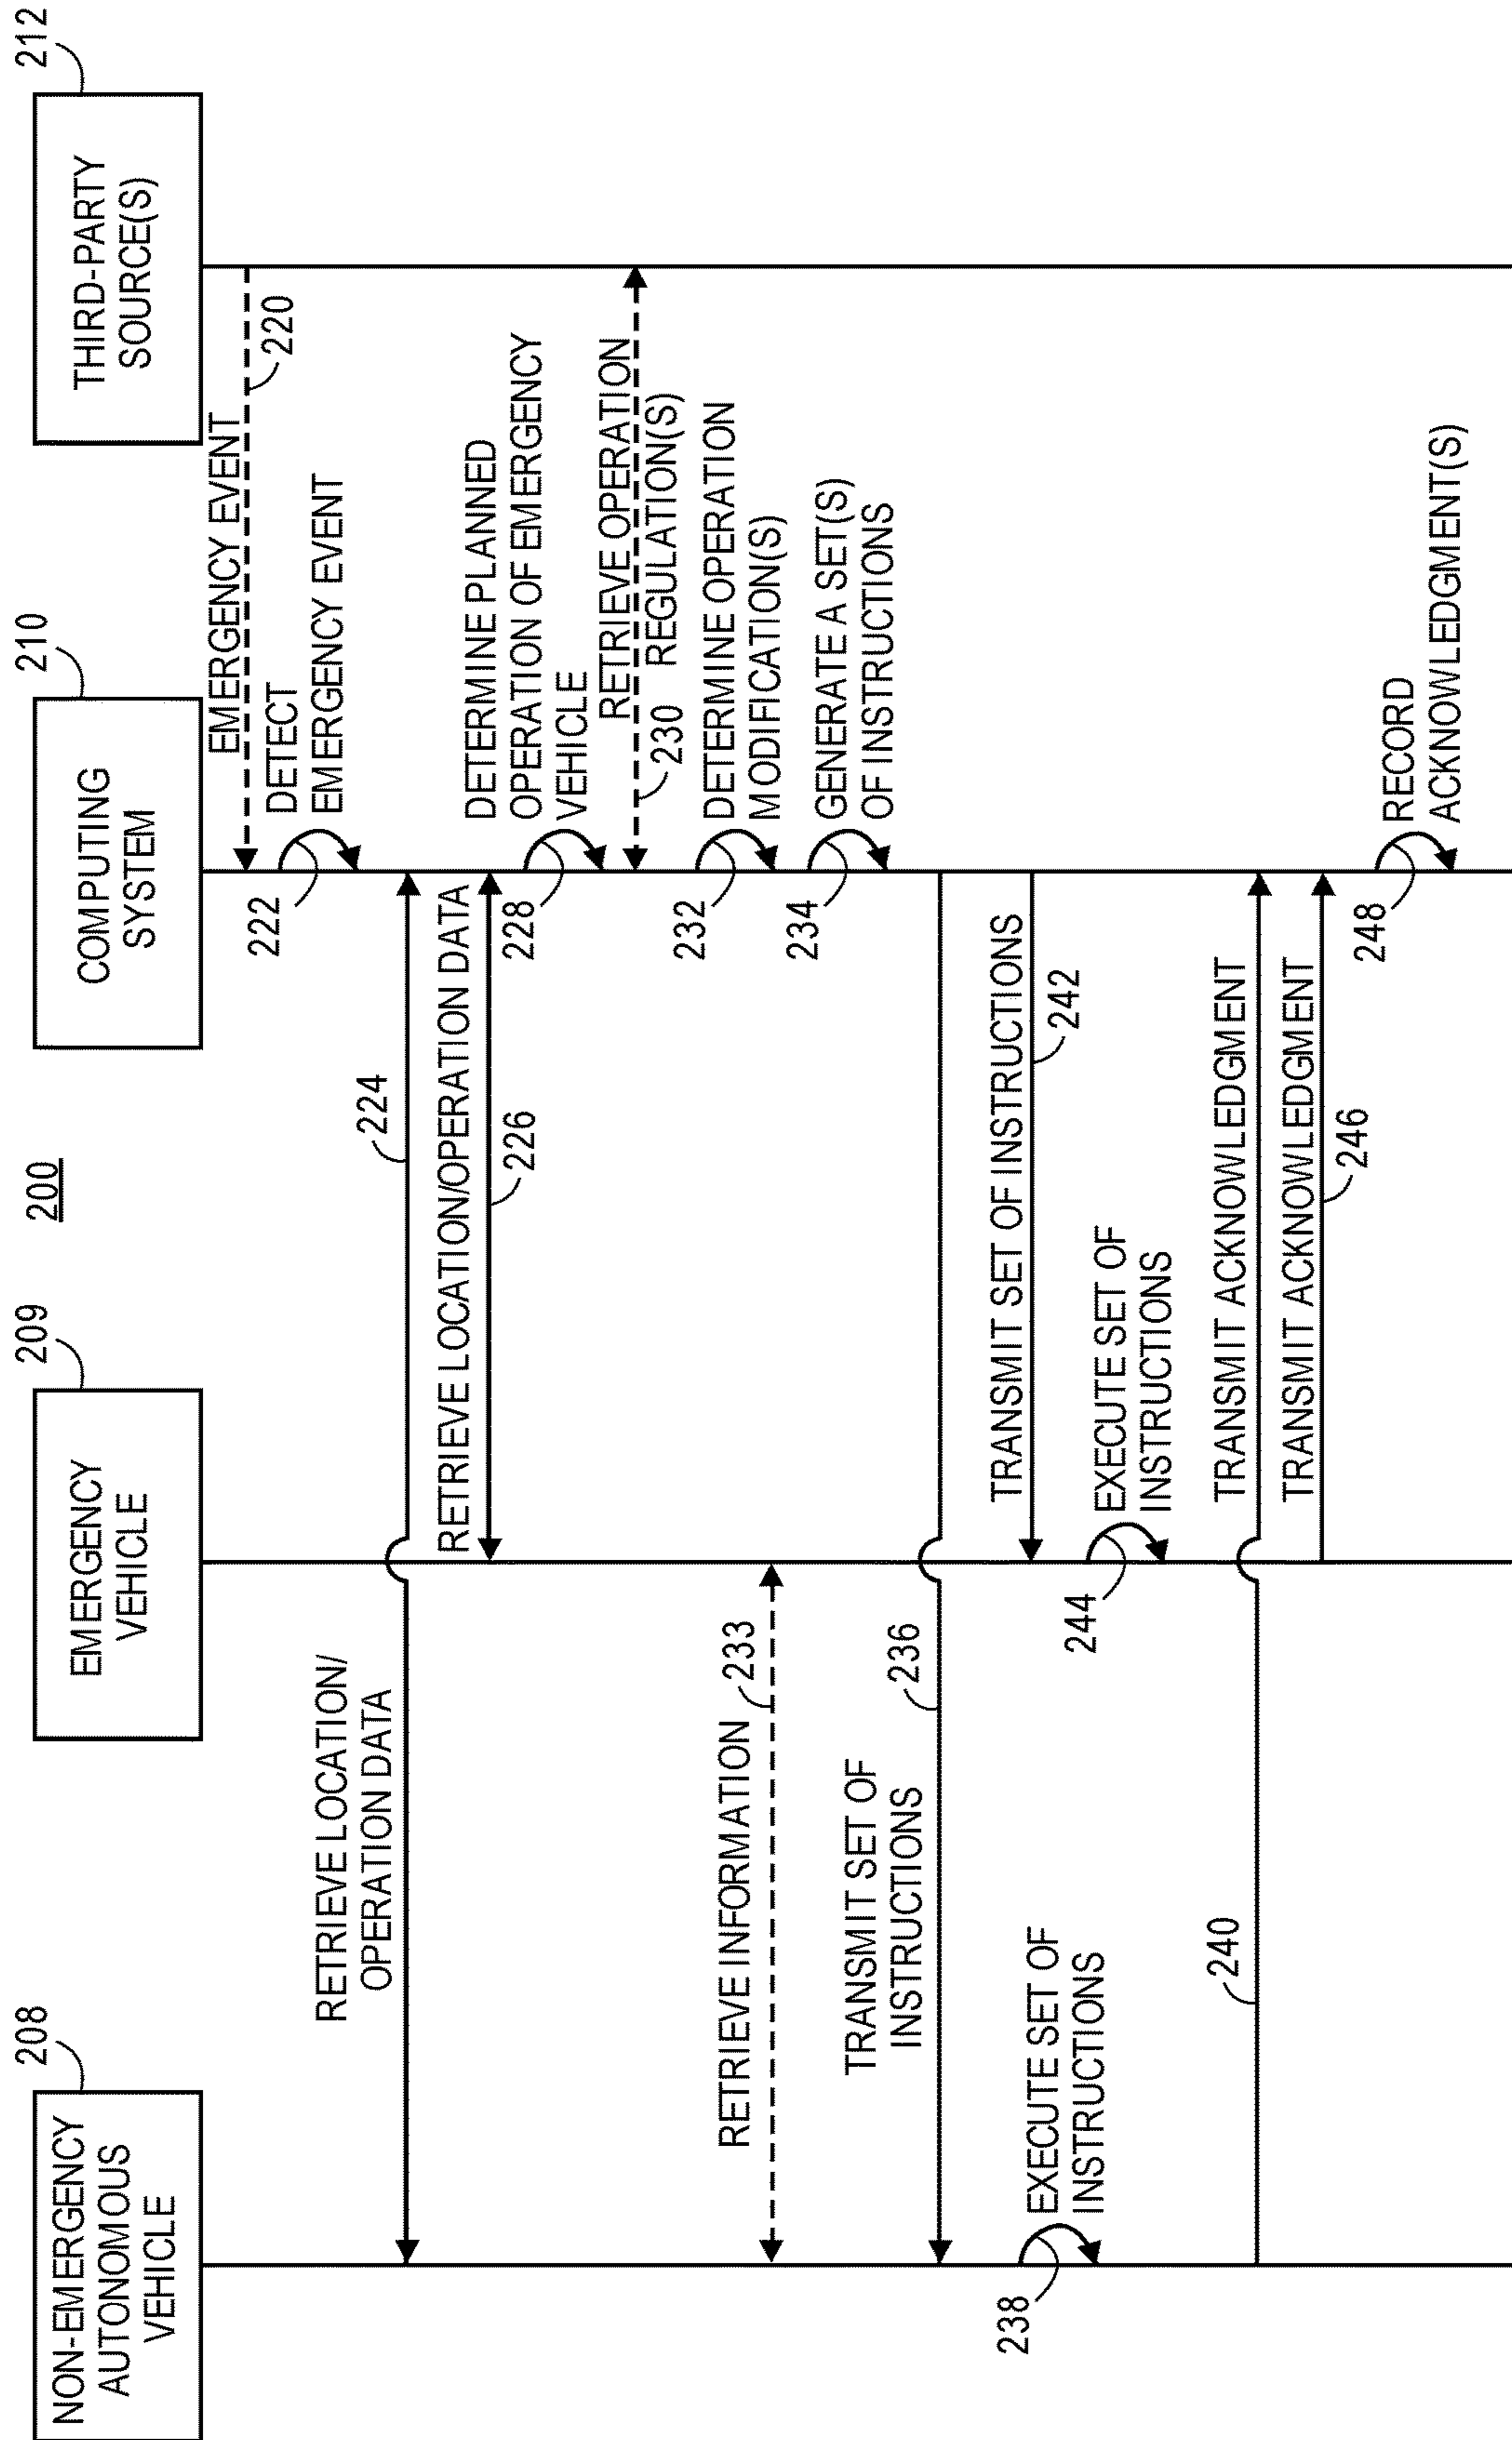 200
208
NON-EMERGENCY
AUTONOMOUS
VEHICLE
209
EMERGENCY
VEHICLE
210
COMPUTING
SYSTEM
212
THIRD-PARTY
SOURCE(S)
EMERGENCY EVENT
220
DETECT
EMERGENCY EVENT
222
RETRIEVE LOCATION/
OPERATION DATA
224
RETRIEVE LOCATION/OPERATION DATA
226
DETERMINE PLANNED
OPERATION OF EMERGENCY
VEHICLE
228
RETRIEVE OPERATION
REGULATION(S)
230
DETERMINE OPERATION
MODIFICATION(S)
232
RETRIEVE INFORMATION
233
GENERATE A SET(S)
OF INSTRUCTIONS
234
TRANSMIT SET OF
INSTRUCTIONS
236
TRANSMIT SET OF INSTRUCTIONS
242
EXECUTE SET OF
INSTRUCTIONS
238
EXECUTE SET OF
INSTRUCTIONS
244
TRANSMIT ACKNOWLEDGMENT
240
TRANSMIT ACKNOWLEDGMENT
246
RECORD
ACKNOWLEDGMENT(S)
248